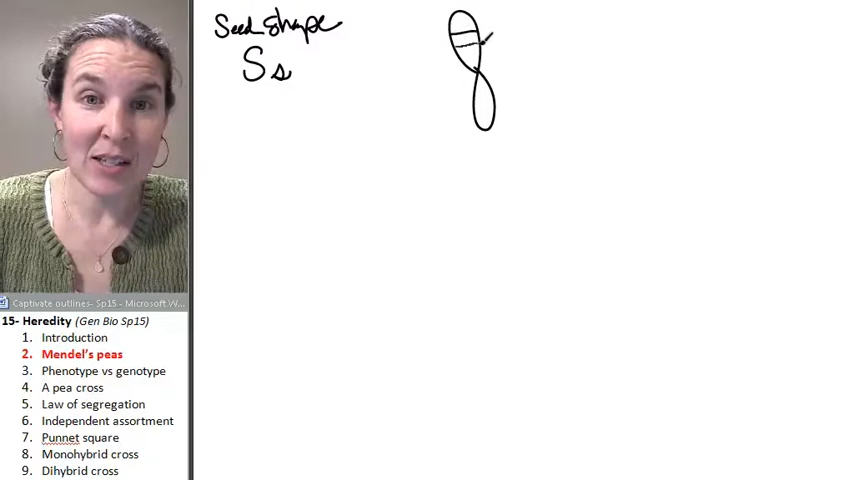 Seed shape
S s
Captivate outlines- Sp15 - Microsoft W...
15- Heredity (Gen Bio Sp15)
1. Introduction
2. Mendel's peas
3. Phenotype vs genotype
4. A pea cross
5. Law of segregation
6. Independent assortment
7. Punnet square
8. Monohybrid cross
9. Dihybrid cross